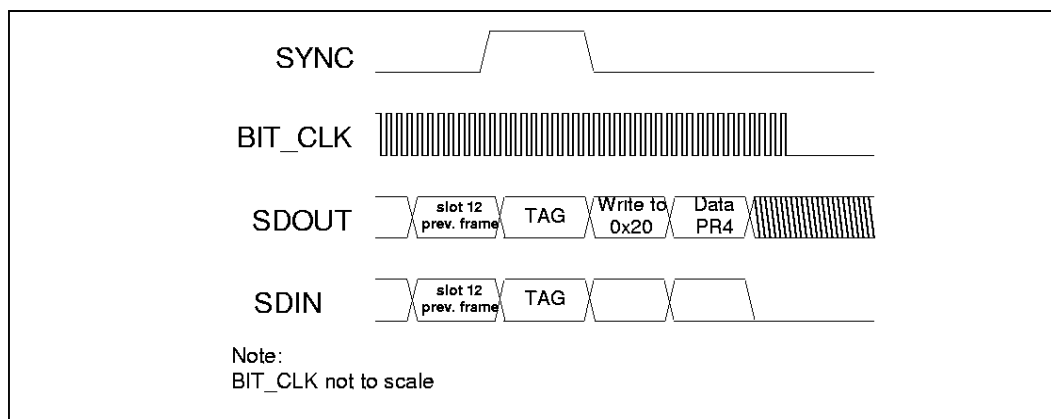 SYNC
BIT_CLK
SDOUT
slot 12
prev. frame
TAG
Write to
0x20
Data
PR4
SDIN
slot 12
prev. frame
TAG
Note:
BIT_CLK not to scale